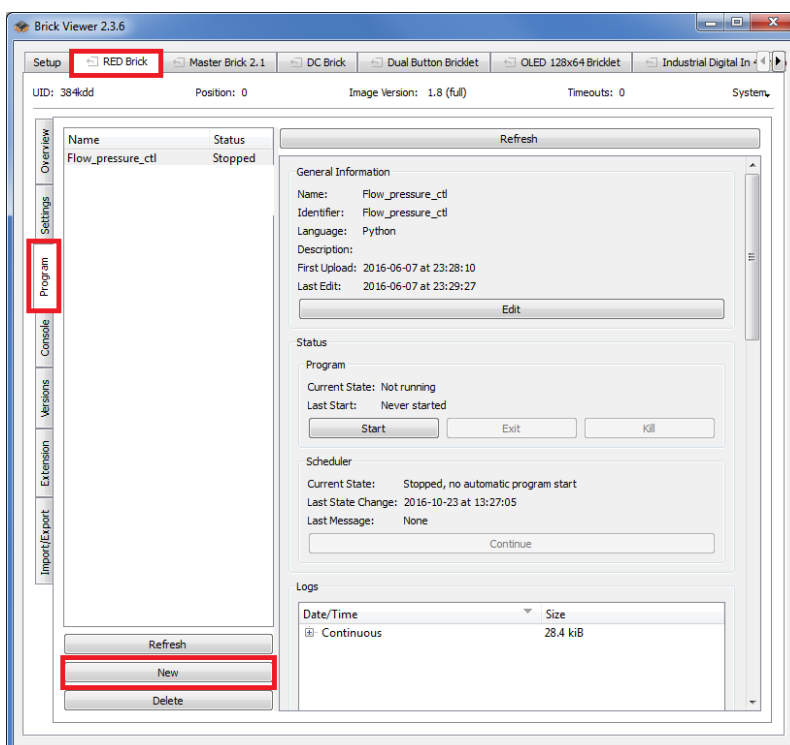 Brick Viewer 2.3.6
Setup RED Brick Master Brick 2.1 DC Brick Dual Button Bricklet OLED 128x64 Bricklet Industrial Digital In 4
UID: 384kdd Position: 0 Image Version: 1.8 (full) Timeouts: 0 System
Overview
Settings
Program
Console
Versions
Extension
Import/Export
Name Status
Flow_pressure_ctl Stopped
Refresh
New
Delete
Refresh
General Information
Name: Flow_pressure_ctl
Identifier: Flow_pressure_ctl
Language: Python
Description:
First Upload: 2016-06-07 at 23:28:10
Last Edit: 2016-06-07 at 23:29:27
Edit
Status
Program
Current State: Not running
Last Start: Never started
Start Exit Kill
Scheduler
Current State: Stopped, no automatic program start
Last State Change: 2016-10-23 at 13:27:05
Last Message: None
Continue
Logs
Date/Time Size
Continuous 28.4 kiB